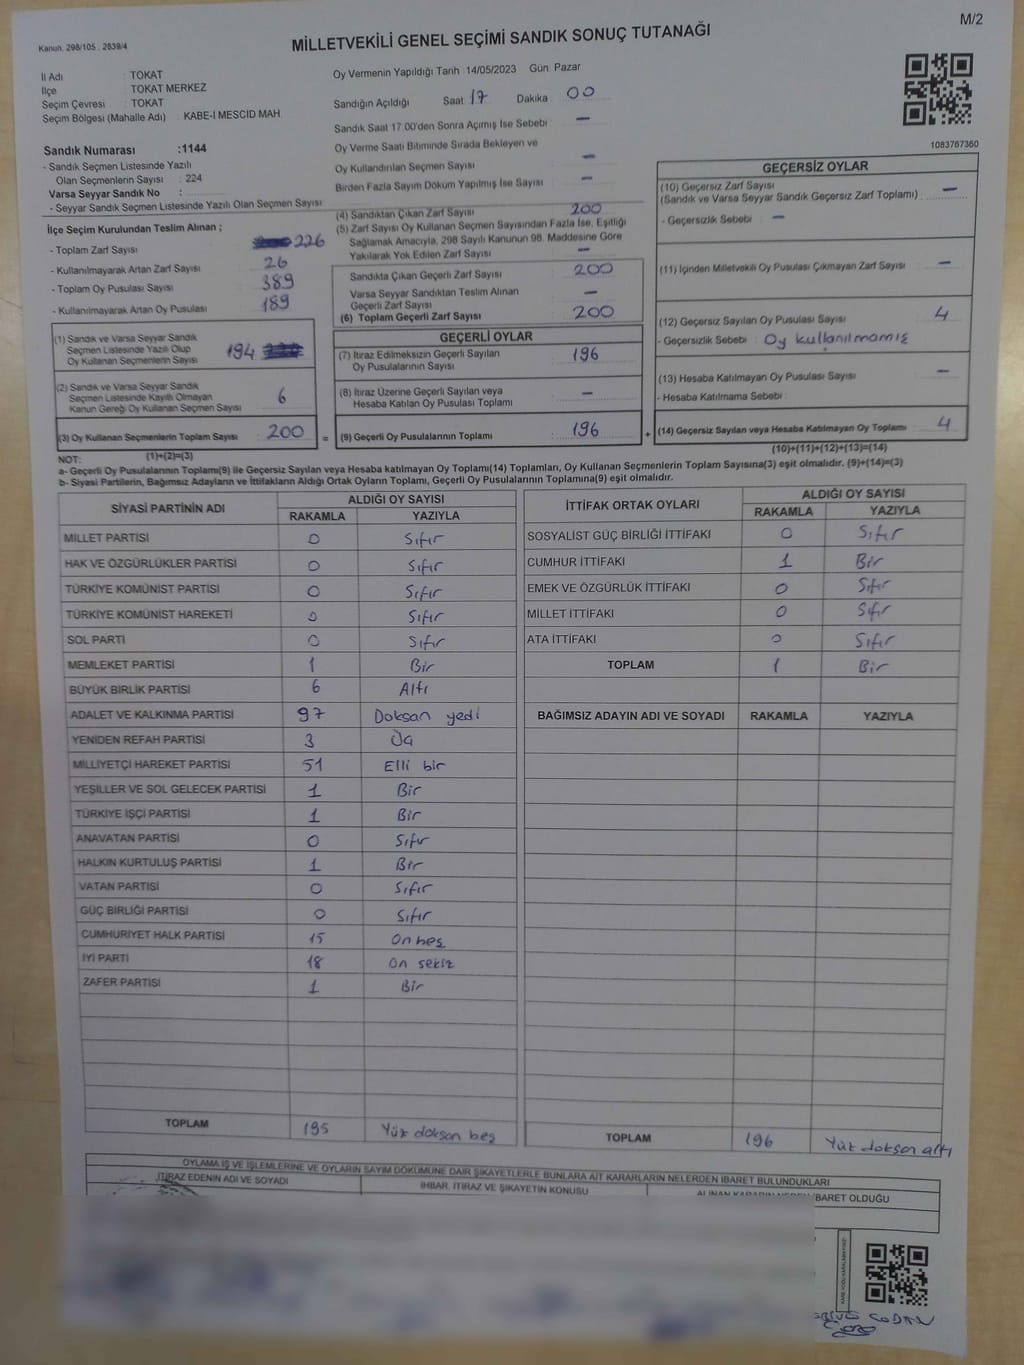 M/2
Kanun. 298/105 , 2839/4
MİLLETVEKİLİ GENEL SEÇİMİ SANDIK SONUÇ TUTANAĞI
İl Adı : TOKAT
İlçe : TOKAT MERKEZ
Seçim Çevresi : TOKAT
Seçim Bölgesi (Mahalle Adı) : KABE-İ MESCİD MAH
Sandık Numarası :1144
- Sandık Seçmen Listesinde Yazılı
Olan Seçmenlerin Sayısı : 224
Varsa Seyyar Sandık No :
- Seyyar Sandık Seçmen Listesinde Yazılı Olan Seçmen Sayısı
Oy Vermenin Yapıldığı Tarih :14/05/2023 Gün: Pazar
Sandığın Açıldığı Saat 17 Dakika 00
Sandık Saat 17.00'den Sonra Açımış İse Sebebi : —
Oy Verme Saati Bitiminde Sırada Bekleyen ve
Oy Kullandırılan Seçmen Sayısı : —
Birden Fazla Sayım Döküm Yapılmış İse Sayısı : —
1083767360
İlçe Seçim Kurulundan Teslim Alınan ;
- Toplam Zarf Sayısı : 226
- Kullanılmayarak Artan Zarf Sayısı : 26
- Toplam Oy Pusulası Sayısı : 389
- Kullanılmayarak Artan Oy Pusulası : 189
(1) Sandık ve Varsa Seyyar Sandık
Seçmen Listesinde Yazılı Olup
Oy Kullanan Seçmenlerin Sayısı : 194
(2) Sandık ve Varsa Seyyar Sandık
Seçmen Listesinde Kayıtlı Olmayan
Kanun Gereği Oy Kullanan Seçmen Sayısı : 6
(3) Oy Kullanan Seçmenlerin Toplam Sayısı : 200
(1)+(2)=(3)
(4) Sandıktan Çıkan Zarf Sayısı : 200
(5) Zarf Sayısı Oy Kullanan Seçmen Sayısından Fazla İse, Eşitliği
Sağlamak Amacıyla, 298 Sayılı Kanunun 98. Maddesine Göre
Yakılarak Yok Edilen Zarf Sayısı : —
Sandıkta Çıkan Geçerli Zarf Sayısı : 200
Varsa Seyyar Sandıktan Teslim Alınan
Geçerli Zarf Sayısı : —
(6) Toplam Geçerli Zarf Sayısı : 200
GEÇERLİ OYLAR
(7) İtiraz Edilmeksizin Geçerli Sayılan
Oy Pusulalarının Sayısı : 196
(8) İtiraz Üzerine Geçerli Sayılan veya
Hesaba Katılan Oy Pusulası Toplamı : —
= (9) Geçerli Oy Pusulalarının Toplamı : 196
GEÇERSİZ OYLAR
(10) Geçersiz Zarf Sayısı
(Sandık ve Varsa Seyyar Sandık Geçersiz Zarf Toplamı) : —
- Geçersizlik Sebebi : —
(11) İçinden Milletvekili Oy Pusulası Çıkmayan Zarf Sayısı : —
(12) Geçersiz Sayılan Oy Pusulası Sayısı : 4
- Geçersizlik Sebebi : Oy kullanılmamış
(13) Hesaba Katılmayan Oy Pusulası Sayısı : —
- Hesaba Katılmama Sebebi :
+ (14) Geçersiz Sayılan veya Hesaba Katılmayan Oy Toplamı : 4
(10)+(11)+(12)+(13)=(14)
NOT:
a- Geçerli Oy Pusulalarının Toplamı(9) ile Geçersiz Sayılan veya Hesaba katılmayan Oy Toplamı(14) Toplamları, Oy Kullanan Seçmenlerin Toplam Sayısına(3) eşit olmalıdır. (9)+(14)=(3)
b- Siyasi Partilerin, Bağımsız Adayların ve İttifakların Aldığı Ortak Oyların Toplamı, Geçerli Oy Pusulalarının Toplamına(9) eşit olmalıdır.
SİYASİ PARTİNİN ADI ALDIĞI OY SAYISI
RAKAMLA YAZIYLA
MİLLET PARTİSİ 0 Sıfır
HAK VE ÖZGÜRLÜKLER PARTİSİ 0 Sıfır
TÜRKİYE KOMÜNİST PARTİSİ 0 Sıfır
TÜRKİYE KOMÜNİST HAREKETİ 0 Sıfır
SOL PARTİ 0 Sıfır
MEMLEKET PARTİSİ 1 Bir
BÜYÜK BİRLİK PARTİSİ 6 Altı
ADALET VE KALKINMA PARTİSİ 97 Doksan yedi
YENİDEN REFAH PARTİSİ 3 Üç
MİLLİYETÇİ HAREKET PARTİSİ 51 Elli bir
YEŞİLLER VE SOL GELECEK PARTİSİ 1 Bir
TÜRKİYE İŞÇİ PARTİSİ 1 Bir
ANAVATAN PARTİSİ 0 Sıfır
HALKIN KURTULUŞ PARTİSİ 1 Bir
VATAN PARTİSİ 0 Sıfır
GÜÇ BİRLİĞİ PARTİSİ 0 Sıfır
CUMHURİYET HALK PARTİSİ 15 On beş
İYİ PARTİ 18 On sekiz
ZAFER PARTİSİ 1 Bir
TOPLAM 195 Yüz doksan beş
İTTİFAK ORTAK OYLARI ALDIĞI OY SAYISI
RAKAMLA YAZIYLA
SOSYALİST GÜÇ BİRLİĞİ İTTİFAKI 0 Sıfır
CUMHUR İTTİFAKI 1 Bir
EMEK VE ÖZGÜRLÜK İTTİFAKI 0 Sıfır
MİLLET İTTİFAKI 0 Sıfır
ATA İTTİFAKI 0 Sıfır
TOPLAM 1 Bir
BAĞIMSIZ ADAYIN ADI VE SOYADI RAKAMLA YAZIYLA
TOPLAM 196 Yüz doksan altı
OYLAMA İŞ VE İŞLEMLERİNE VE OYLARIN SAYIM DÖKÜMÜNE DAİR ŞİKAYETLERLE BUNLARA AİT KARARLARIN NELERDEN İBARET BULUNDUKLARI
İTİRAZ EDENİN ADI VE SOYADI İHBAR, İTİRAZ VE ŞİKAYETİN KONUSU ALINAN KARARIN NEDEN İBARET OLDUĞU